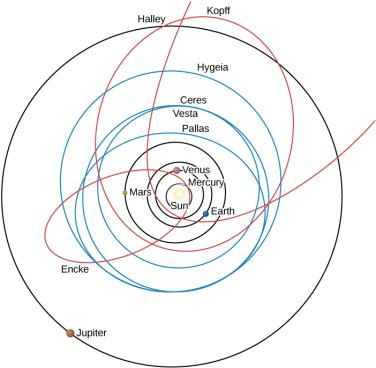 Kopff
Halley
Hygeia
Ceres
Vesta
Pallas
Venus
Mercury
Mars
Sun
Earth
Encke
Jupiter